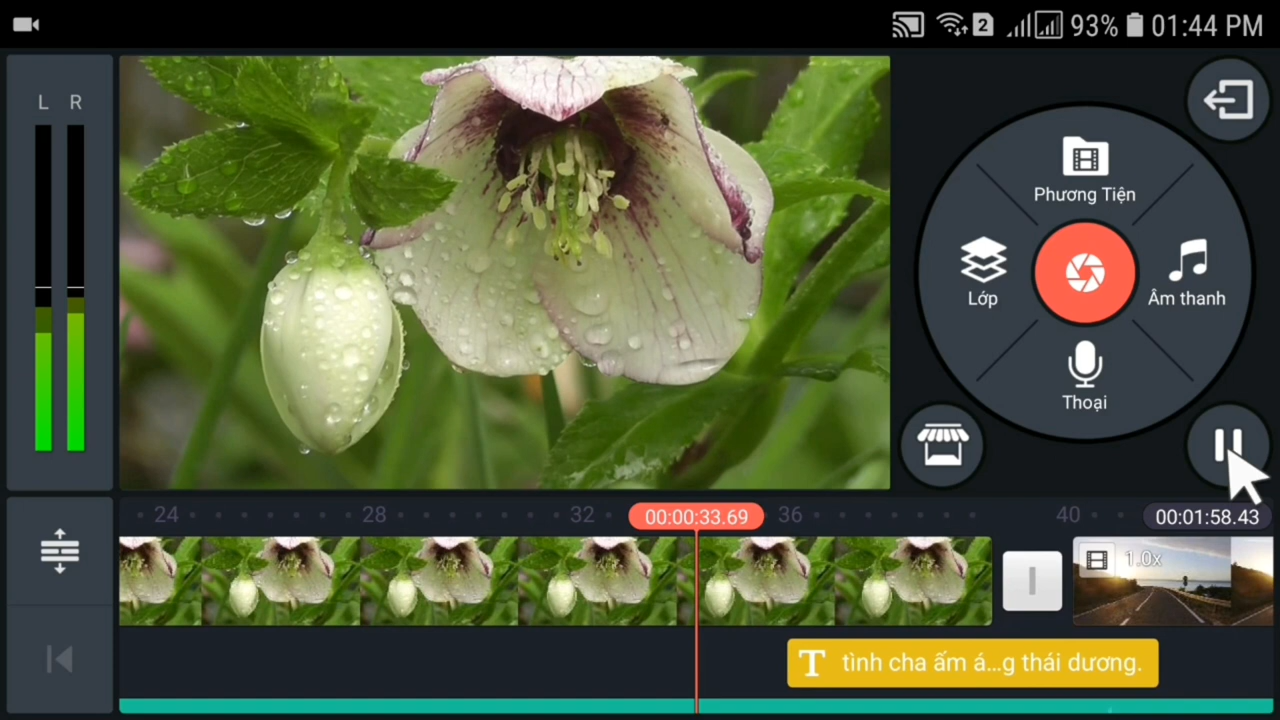 2 93% 01:44 PM
L R
Phương Tiện
Lớp
Âm thanh
Thoại
24 28 32 00:00:33.69 36 40 00:01:58.43
1.0x
T tình cha ấm á...g thái dương.